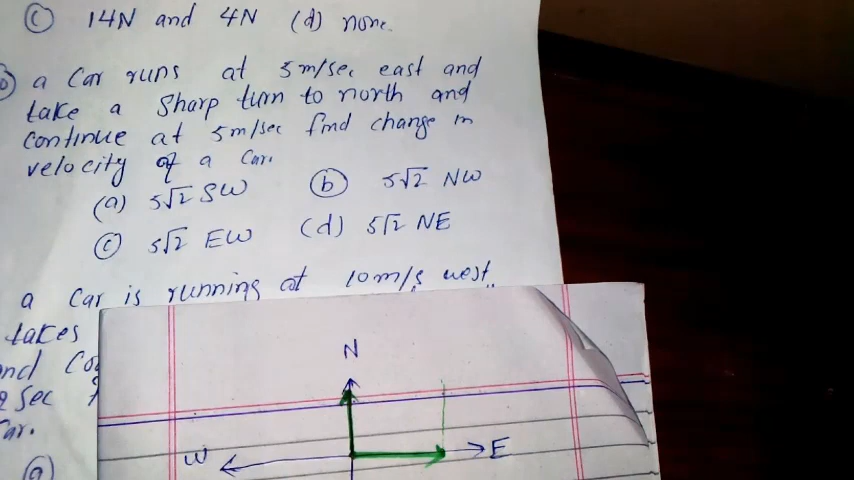 (c) 14N and 4N (d) none.
a Car runs at 5m/sec east and
take a Sharp turn to north and
continue at 5m/sec find change in
velocity of a car.
(a) 5√2 SW (b) 5√2 NW
(c) 5√2 EW (d) 5√2 NE
a Car is running at 10m/s west
takes
nd
sec
ar.
(a)
N
W E